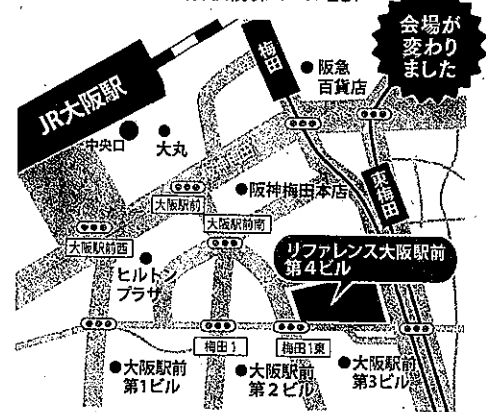 会場が
変わり
ました
梅田
阪急
百貨店
JR大阪駅
中央口
大丸
阪神梅田本店
東梅田
大阪駅前
大阪駅前南
大阪駅前西
ヒルトン
プラザ
リファレンス大阪駅前
第4ビル
梅田1
梅田1東
大阪駅前
第1ビル
大阪駅前
第2ビル
大阪駅前
第3ビル